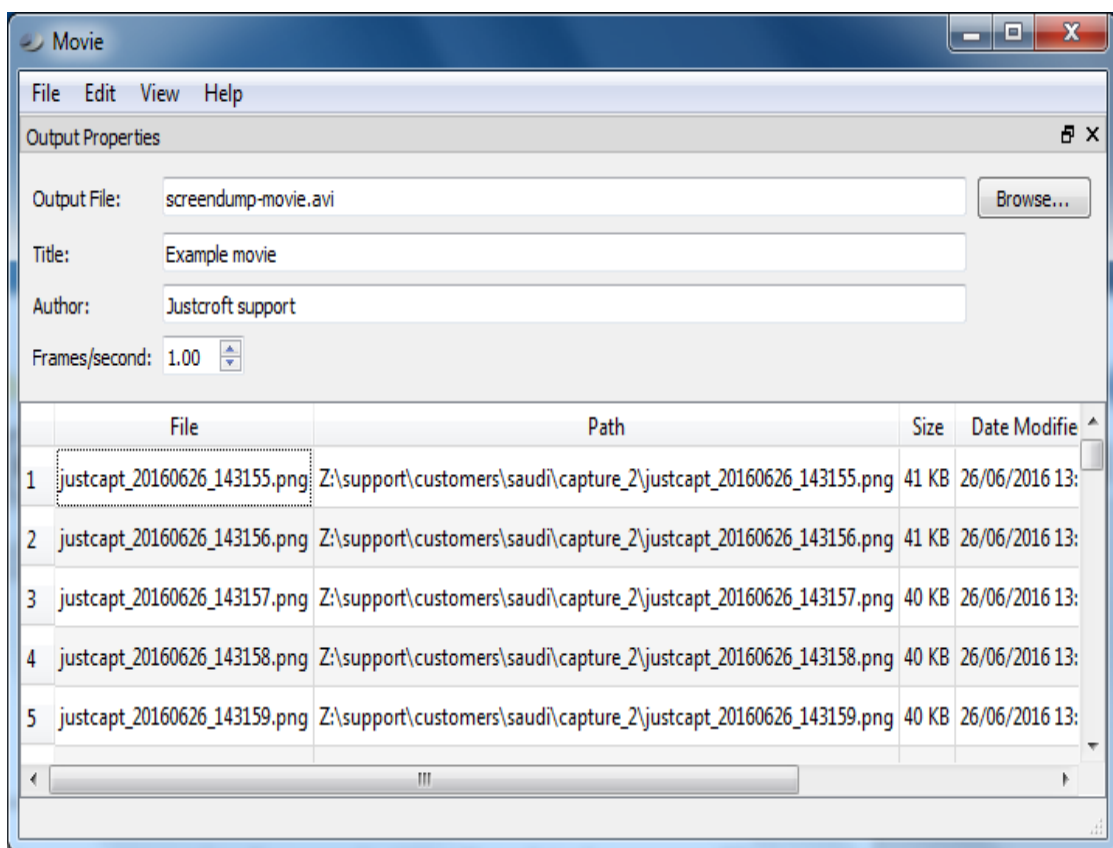 Movie
File Edit View Help
Output Properties
Output File: screendump-movie.avi Browse...
Title: Example movie
Author: Justcroft support
Frames/second: 1.00
File Path Size Date Modifie
1 justcapt_20160626_143155.png Z:\support\customers\saudi\capture_2\justcapt_20160626_143155.png 41 KB 26/06/2016 13:
2 justcapt_20160626_143156.png Z:\support\customers\saudi\capture_2\justcapt_20160626_143156.png 41 KB 26/06/2016 13:
3 justcapt_20160626_143157.png Z:\support\customers\saudi\capture_2\justcapt_20160626_143157.png 40 KB 26/06/2016 13:
4 justcapt_20160626_143158.png Z:\support\customers\saudi\capture_2\justcapt_20160626_143158.png 40 KB 26/06/2016 13:
5 justcapt_20160626_143159.png Z:\support\customers\saudi\capture_2\justcapt_20160626_143159.png 40 KB 26/06/2016 13: